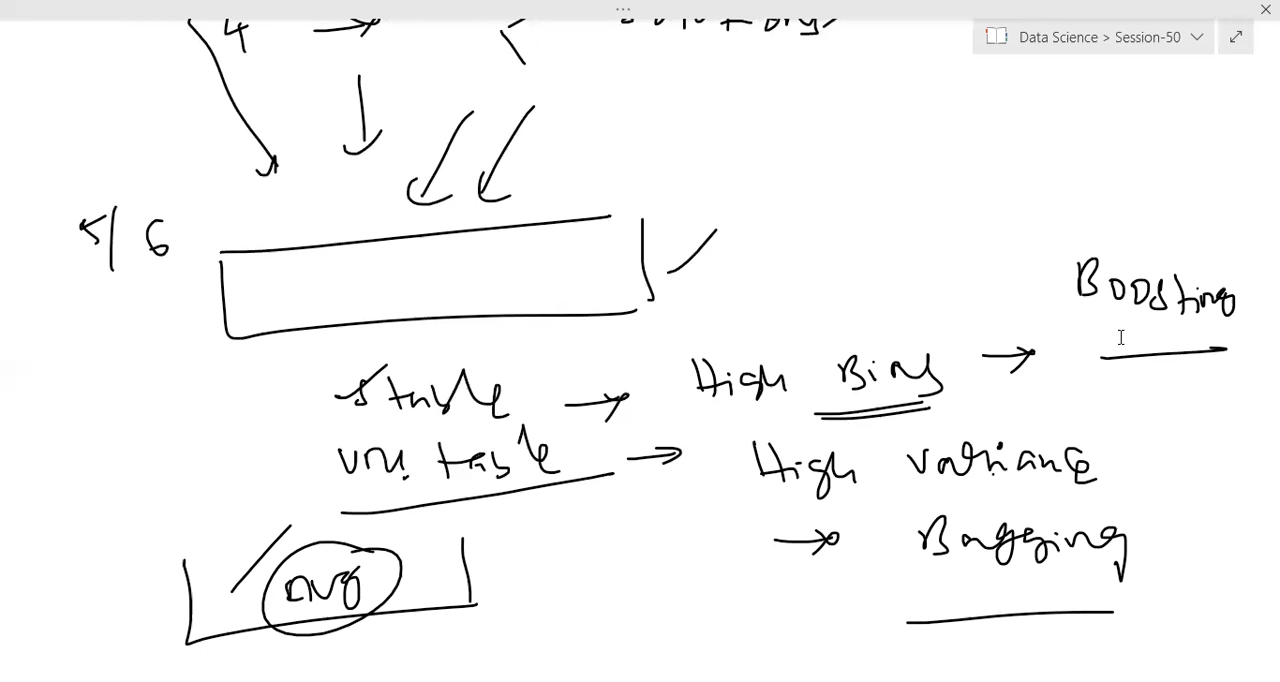 Data Science > Session-50
4 →
5/ 6
Boosting
stable → High Bias →
unstable → High variance
→ Bagging
avg